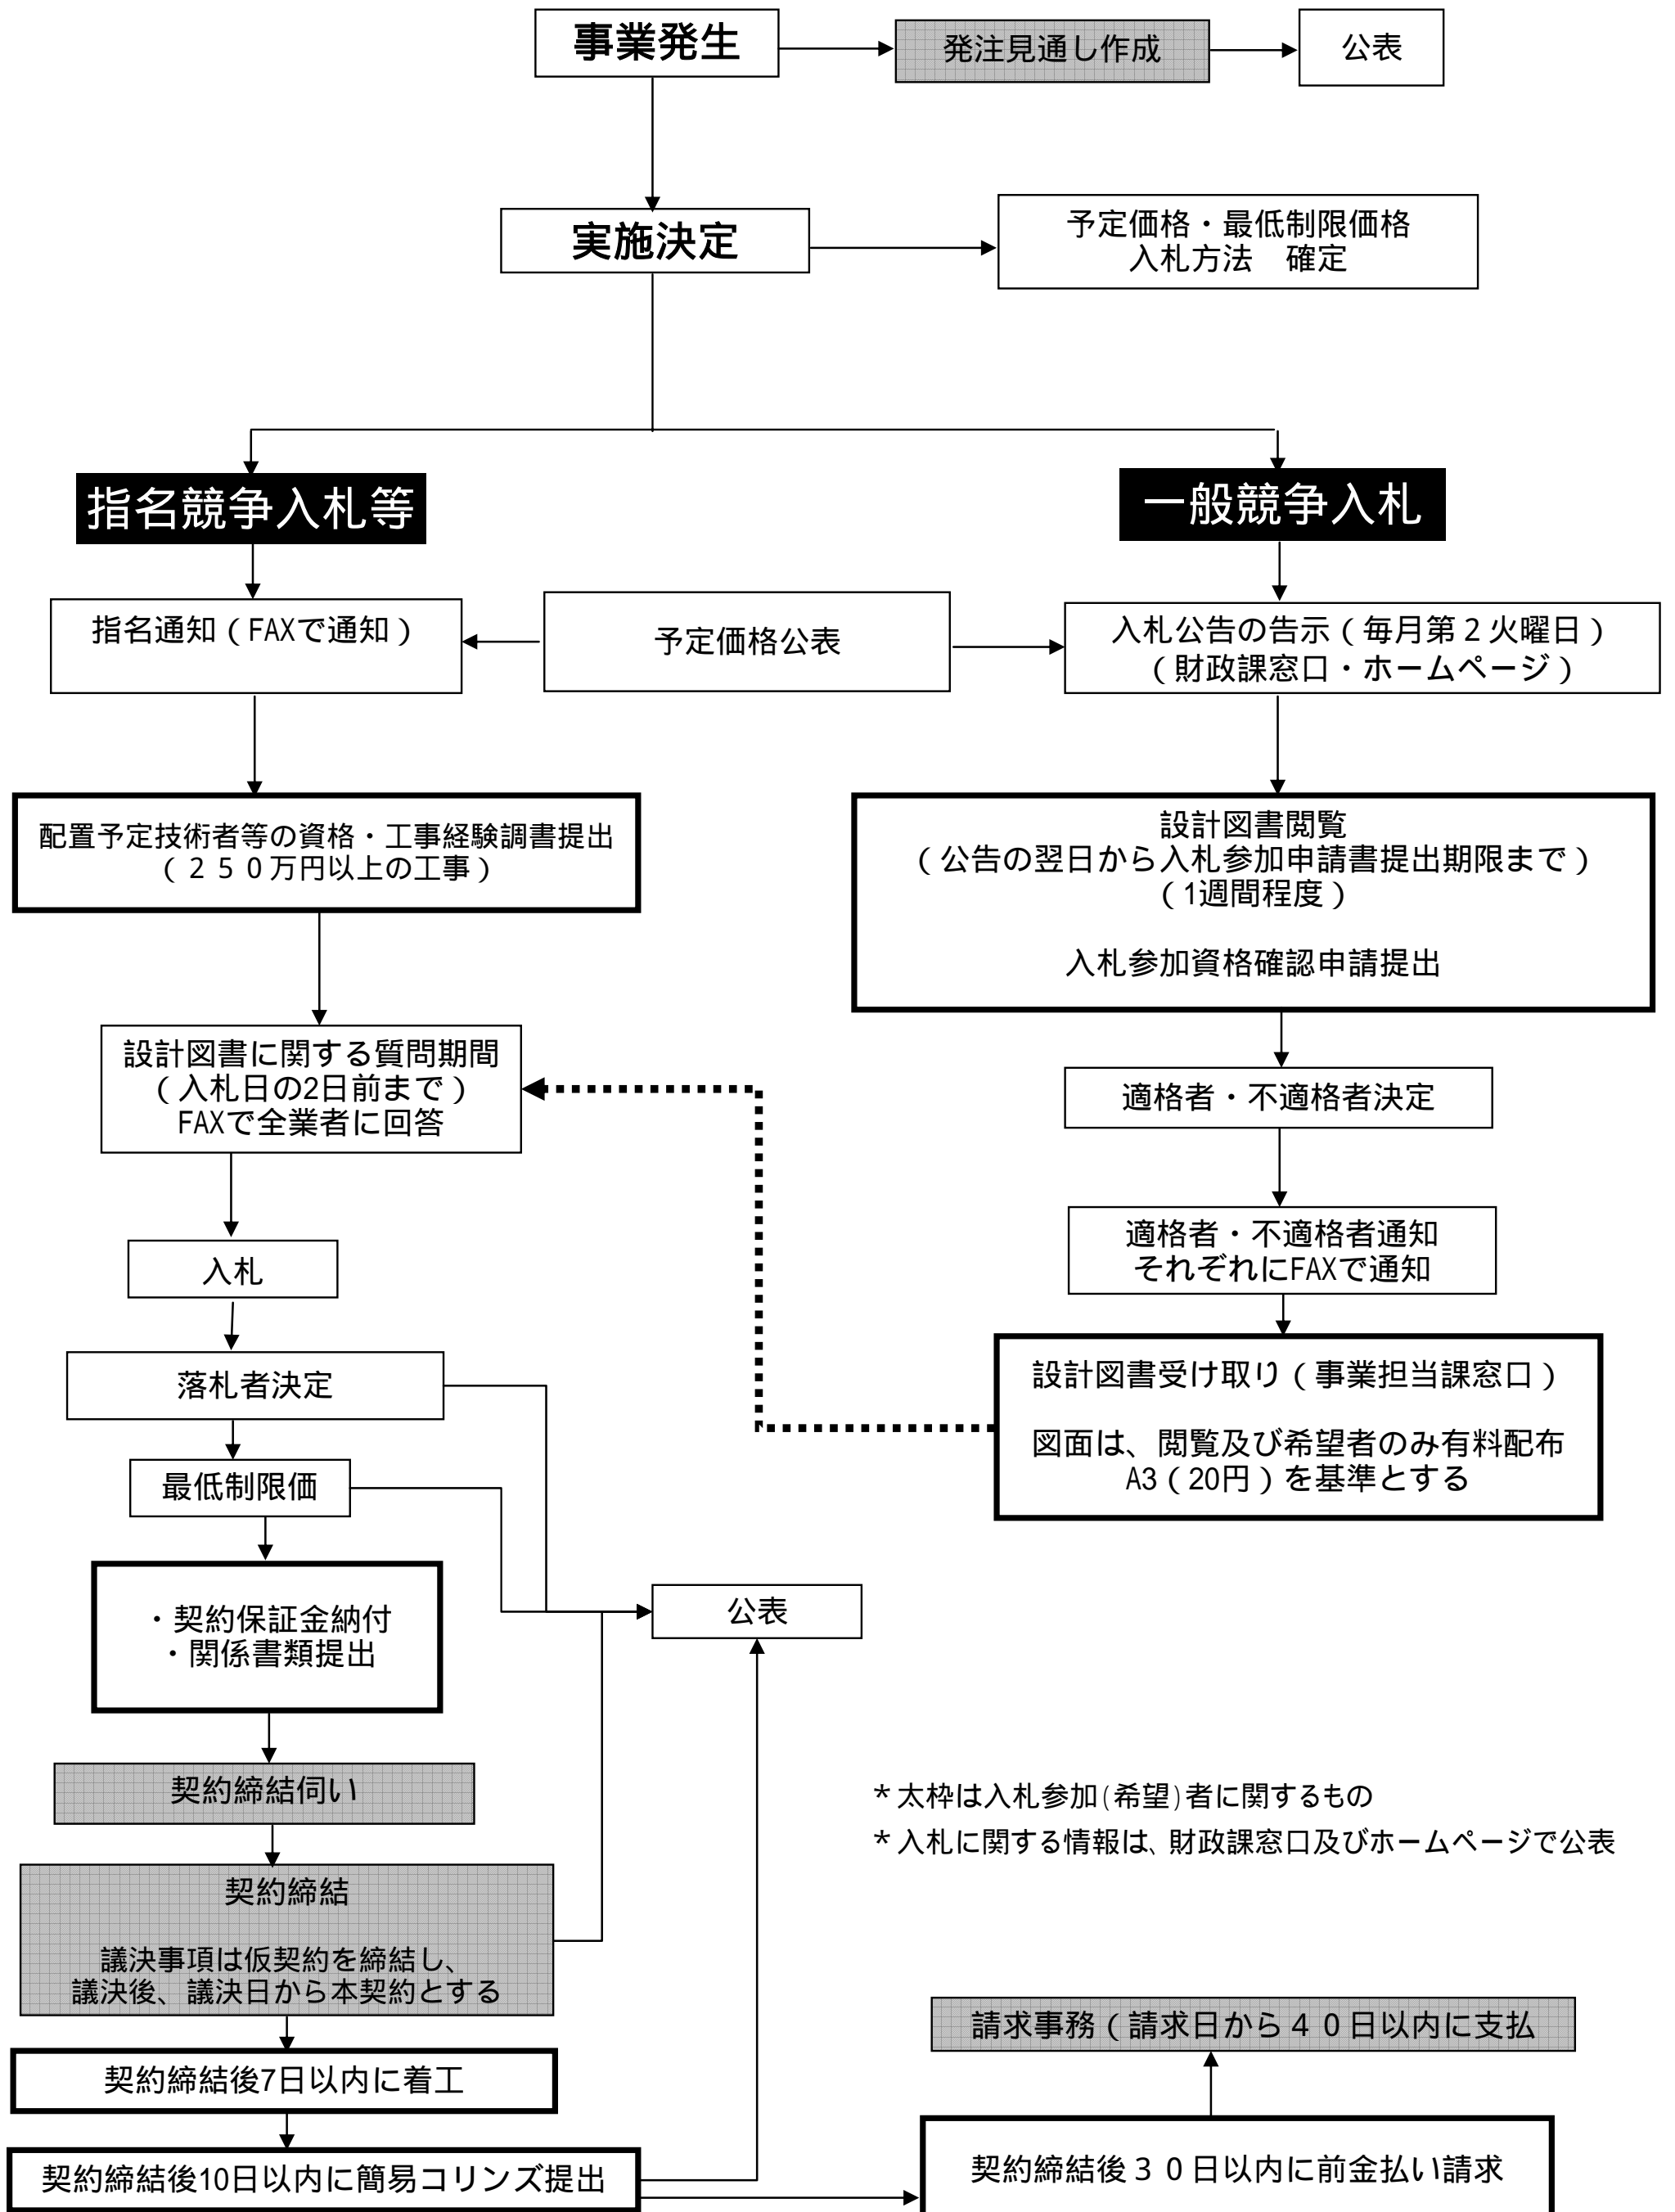 事業発生
発注見通し作成
公表
実施決定
予定価格・最低制限価格
入札方法　確定
指名競争入札等
一般競争入札
指名通知（FAXで通知）
予定価格公表
入札公告の告示（毎月第２火曜日）
（財政課窓口・ホームページ）
配置予定技術者等の資格・工事経験調書提出
（２５０万円以上の工事）
設計図書閲覧
（公告の翌日から入札参加申請書提出期限まで）
（1週間程度）
入札参加資格確認申請提出
設計図書に関する質問期間
（入札日の2日前まで）
FAXで全業者に回答
適格者・不適格者決定
適格者・不適格者通知
それぞれにFAXで通知
入札
落札者決定
設計図書受け取り（事業担当課窓口）
図面は、閲覧及び希望者のみ有料配布
A3（20円）を基準とする
最低制限価
・契約保証金納付
・関係書類提出
公表
契約締結伺い
＊太枠は入札参加(希望)者に関するもの
＊入札に関する情報は、財政課窓口及びホームページで公表
契約締結
議決事項は仮契約を締結し、
議決後、議決日から本契約とする
請求事務（請求日から４０日以内に支払
契約締結後7日以内に着工
契約締結後10日以内に簡易コリンズ提出
契約締結後３０日以内に前金払い請求